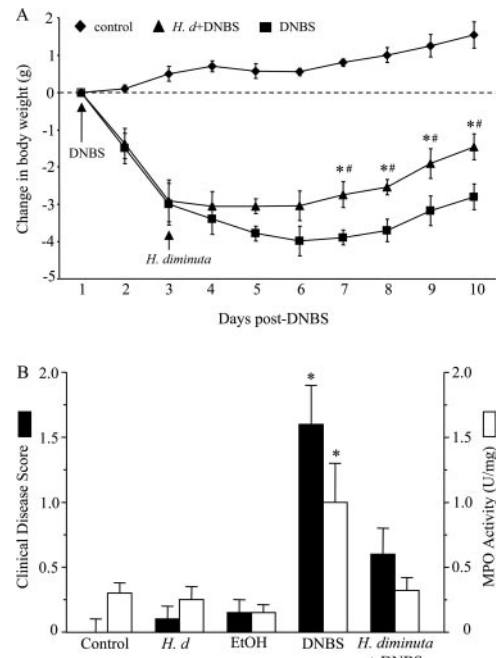 A
control H. d+DNBS DNBS
Change in body weight (g)
2
1
0
-1
-2
-3
-4
-5
DNBS
H. diminuta
*# *# *# *#
1 2 3 4 5 6 7 8 9 10
Days post-DNBS
B
Clinical Disease Score
2.0
1.5
1.0
0.5
0
* *
2.0
1.5
1.0
0.5
0
MPO Activity (U/mg)
Control H. d EtOH DNBS H. diminuta